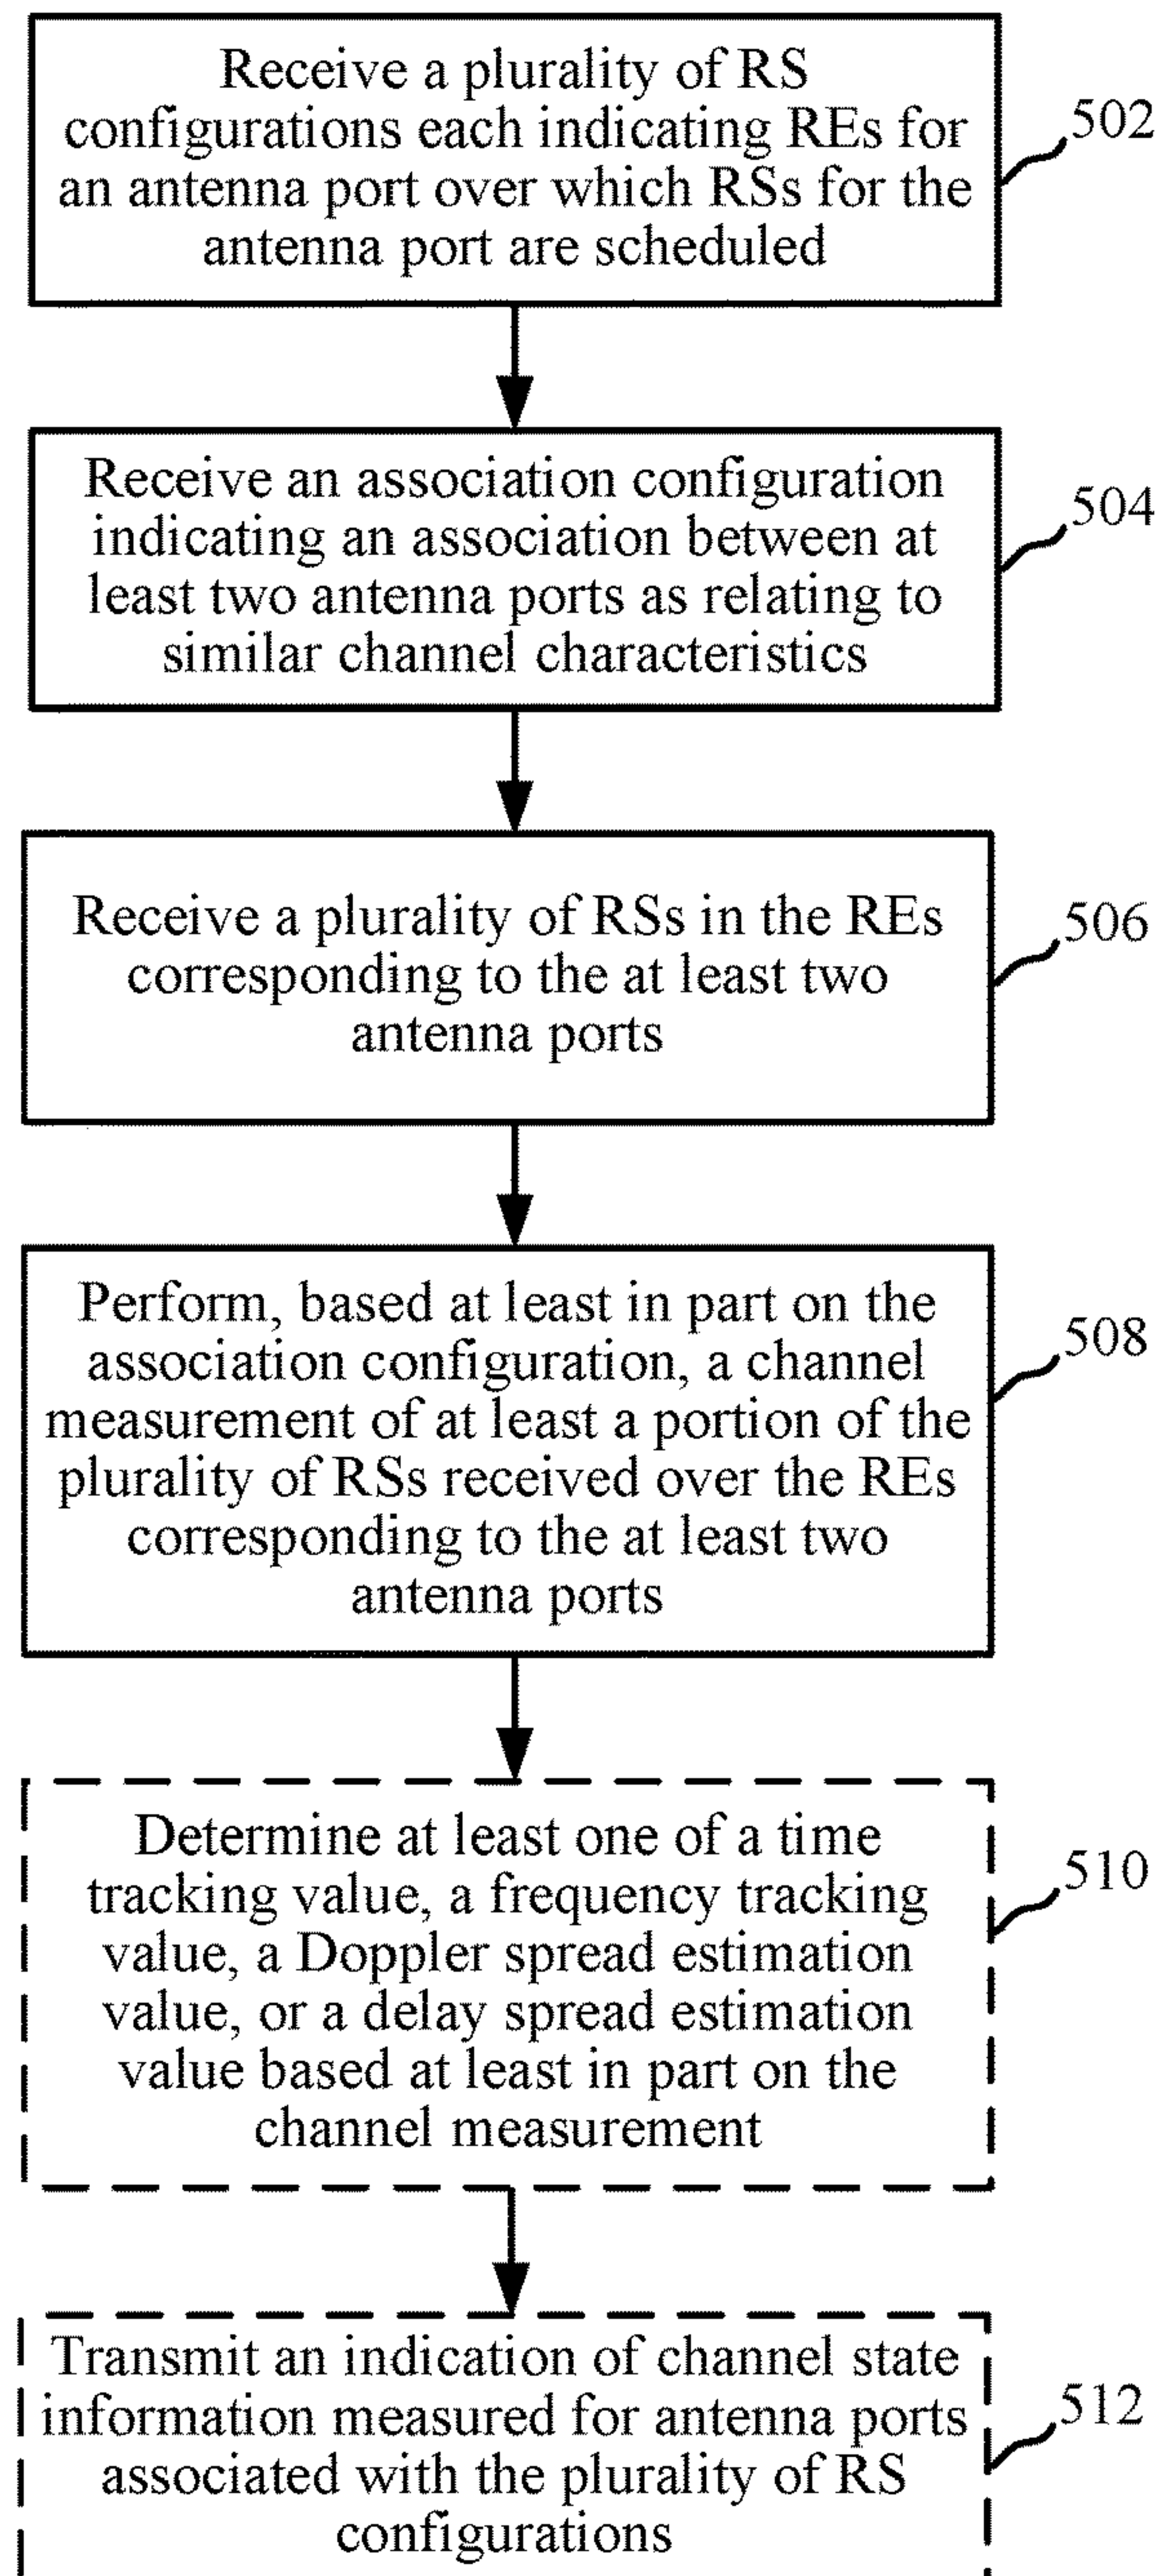 Receive a plurality of RS
configurations each indicating REs for
an antenna port over which RSs for the
antenna port are scheduled
502
Receive an association configuration
indicating an association between at
least two antenna ports as relating to
similar channel characteristics
504
Receive a plurality of RSs in the REs
corresponding to the at least two
antenna ports
506
Perform, based at least in part on the
association configuration, a channel
measurement of at least a portion of the
plurality of RSs received over the REs
corresponding to the at least two
antenna ports
508
Determine at least one of a time
tracking value, a frequency tracking
value, a Doppler spread estimation
value, or a delay spread estimation
value based at least in part on the
channel measurement
510
Transmit an indication of channel state
information measured for antenna ports
associated with the plurality of RS
configurations
512